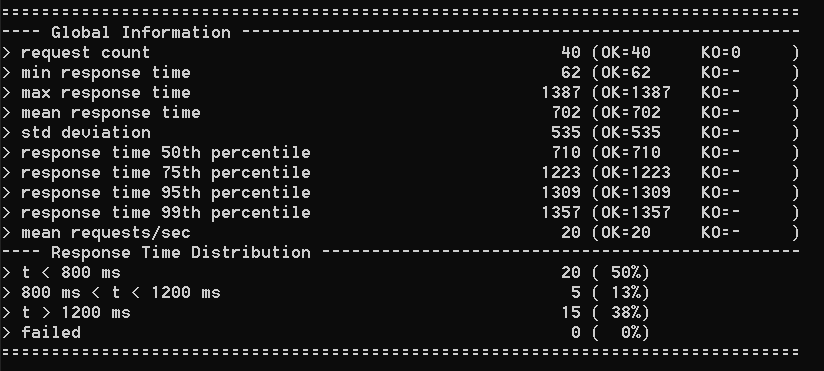 ================================================================================
---- Global Information --------------------------------------------------------
> request count                                         40 (OK=40     KO=0     )
> min response time                                     62 (OK=62     KO=-     )
> max response time                                   1387 (OK=1387   KO=-     )
> mean response time                                   702 (OK=702    KO=-     )
> std deviation                                        535 (OK=535    KO=-     )
> response time 50th percentile                        710 (OK=710    KO=-     )
> response time 75th percentile                       1223 (OK=1223   KO=-     )
> response time 95th percentile                       1309 (OK=1309   KO=-     )
> response time 99th percentile                       1357 (OK=1357   KO=-     )
> mean requests/sec                                     20 (OK=20     KO=-     )
---- Response Time Distribution ------------------------------------------------
> t < 800 ms                                            20 ( 50%)
> 800 ms < t < 1200 ms                                   5 ( 13%)
> t > 1200 ms                                           15 ( 38%)
> failed                                                 0 (  0%)
================================================================================